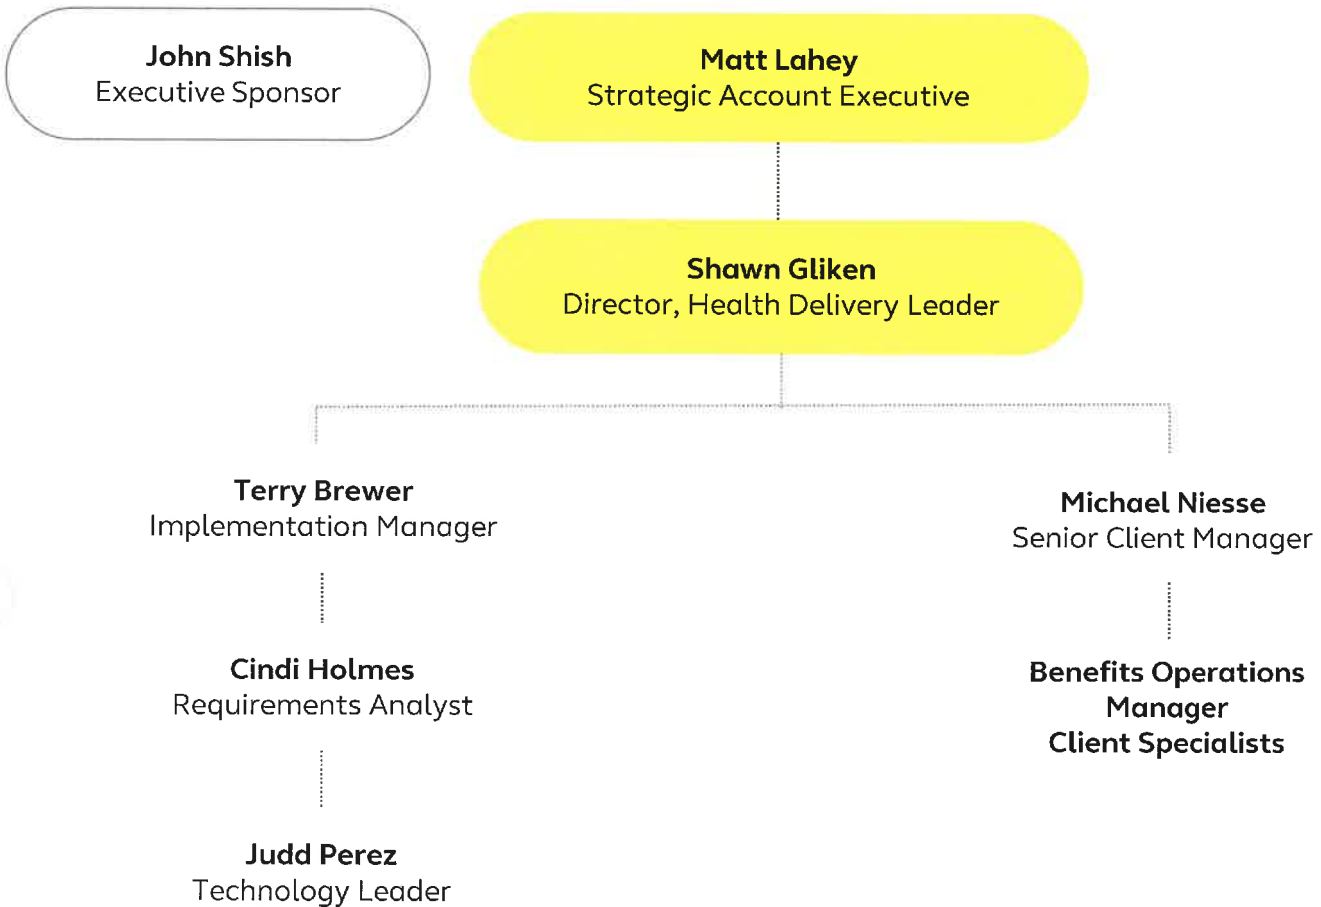 John Shish
Executive Sponsor
Matt Lahey
Strategic Account Executive
Shawn Gliken
Director, Health Delivery Leader
Terry Brewer
Implementation Manager
Michael Niesse
Senior Client Manager
Cindi Holmes
Requirements Analyst
Benefits Operations
Manager
Client Specialists
Judd Perez
Technology Leader